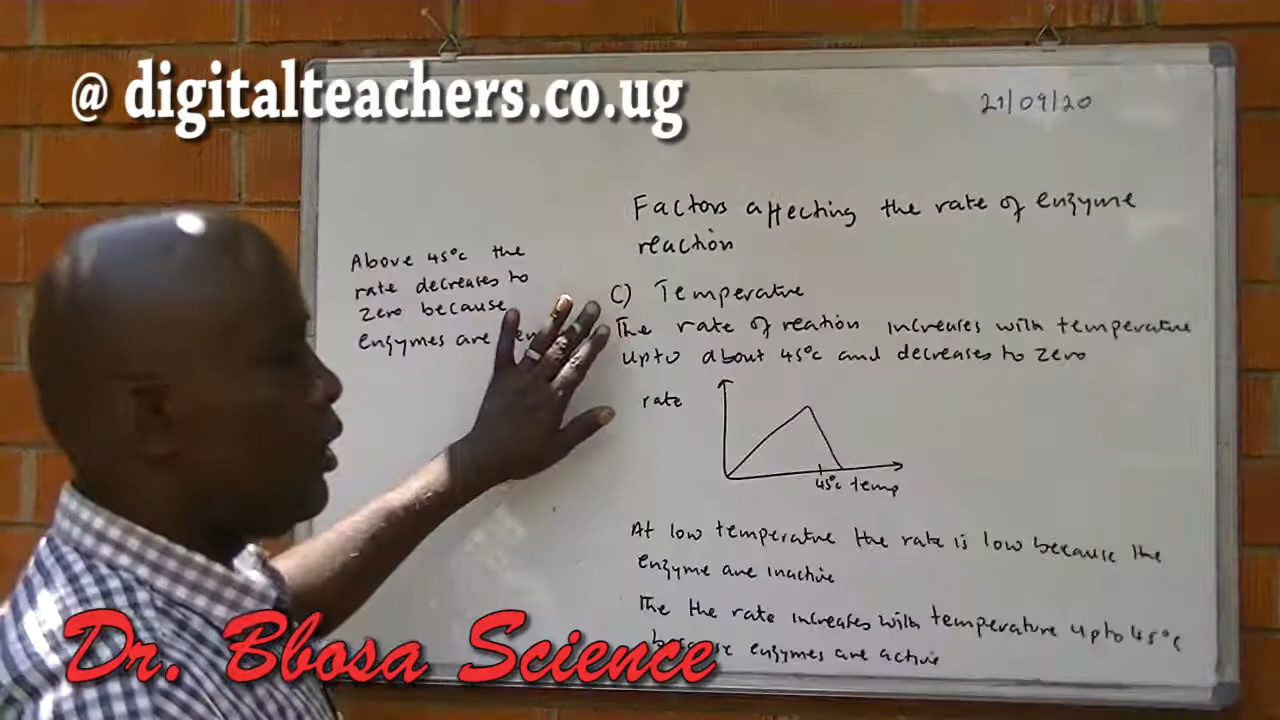 @ digitalteachers.co.ug
21/09/20
Factors affecting the rate of enzyme
reaction
Above 45°c the
rate decreases to
zero because
enzymes are
C) Temperature
The rate of reation increases with temperature
upto about 45°c and decreases to zero
rate
45°c temp
At low temperature the rate is low because the
enzyme are inactive
The the rate increases with temperature upto 45°c
enzymes are active
Dr. Bbosa Science